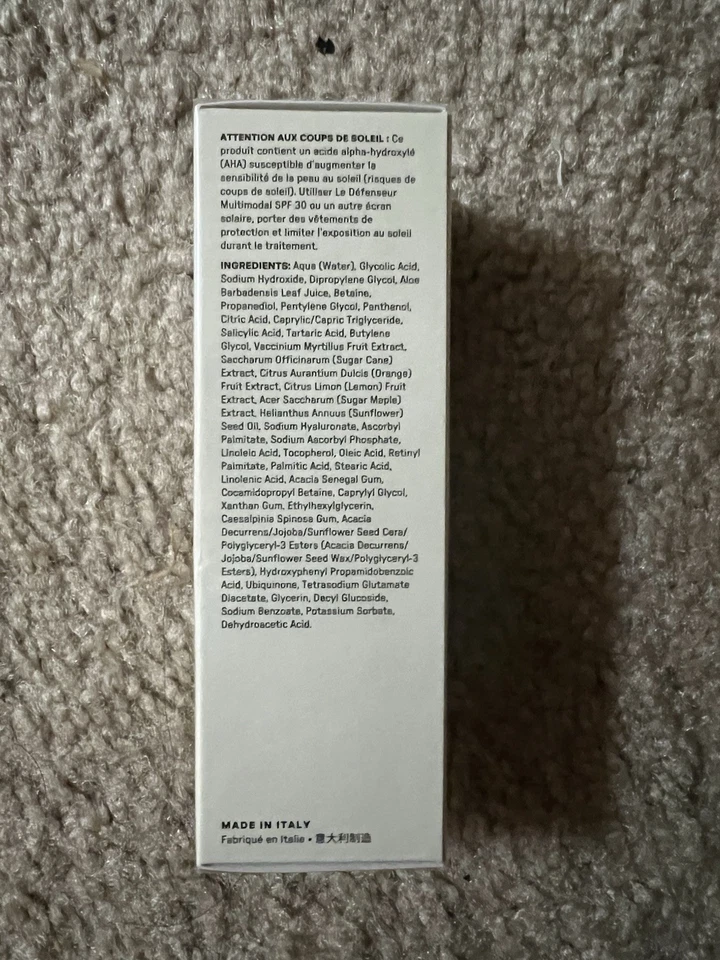 ATTENTION AUX COUPS DE SOLEIL : Ce
produit contient un acide alpha-hydroxylé
(AHA) susceptible d'augmenter la
sensibilité de la peau au soleil (risques de
coups de soleil). Utiliser Le Défenseur
Multimodal SPF 30 ou un autre écran
solaire, porter des vêtements de
protection et limiter l'exposition au soleil
durant le traitement.
INGREDIENTS: Aqua (Water), Glycolic Acid,
Sodium Hydroxide, Dipropylene Glycol, Aloe
Barbadensis Leaf Juice, Betaine,
Propanediol, Pentylene Glycol, Panthenol,
Citric Acid, Caprylic/Capric Triglyceride,
Salicylic Acid, Tartaric Acid, Butylene
Glycol, Vaccinium Myrtillus Fruit Extract,
Saccharum Officinarum (Sugar Cane)
Extract, Citrus Aurantium Dulcis (Orange)
Fruit Extract, Citrus Limon (Lemon) Fruit
Extract, Acer Saccharum (Sugar Maple)
Extract, Helianthus Annuus (Sunflower)
Seed Oil, Sodium Hyaluronate, Ascorbyl
Palmitate, Sodium Ascorbyl Phosphate,
Linoleic Acid, Tocopherol, Oleic Acid, Retinyl
Palmitate, Palmitic Acid, Stearic Acid,
Linolenic Acid, Acacia Senegal Gum,
Cocamidopropyl Betaine, Caprylyl Glycol,
Xanthan Gum, Ethylhexylglycerin,
Caesalpinia Spinosa Gum, Acacia
Decurrens/Jojoba/Sunflower Seed Cera/
Polyglyceryl-3 Esters (Acacia Decurrens/
Jojoba/Sunflower Seed Wax/Polyglyceryl-3
Esters), Hydroxyphenyl Propamidobenzoic
Acid, Ubiquinone, Tetrasodium Glutamate
Diacetate, Glycerin, Decyl Glucoside,
Sodium Benzoate, Potassium Sorbate,
Dehydroacetic Acid.
MADE IN ITALY
Fabriqué en Italie • 意大利制造